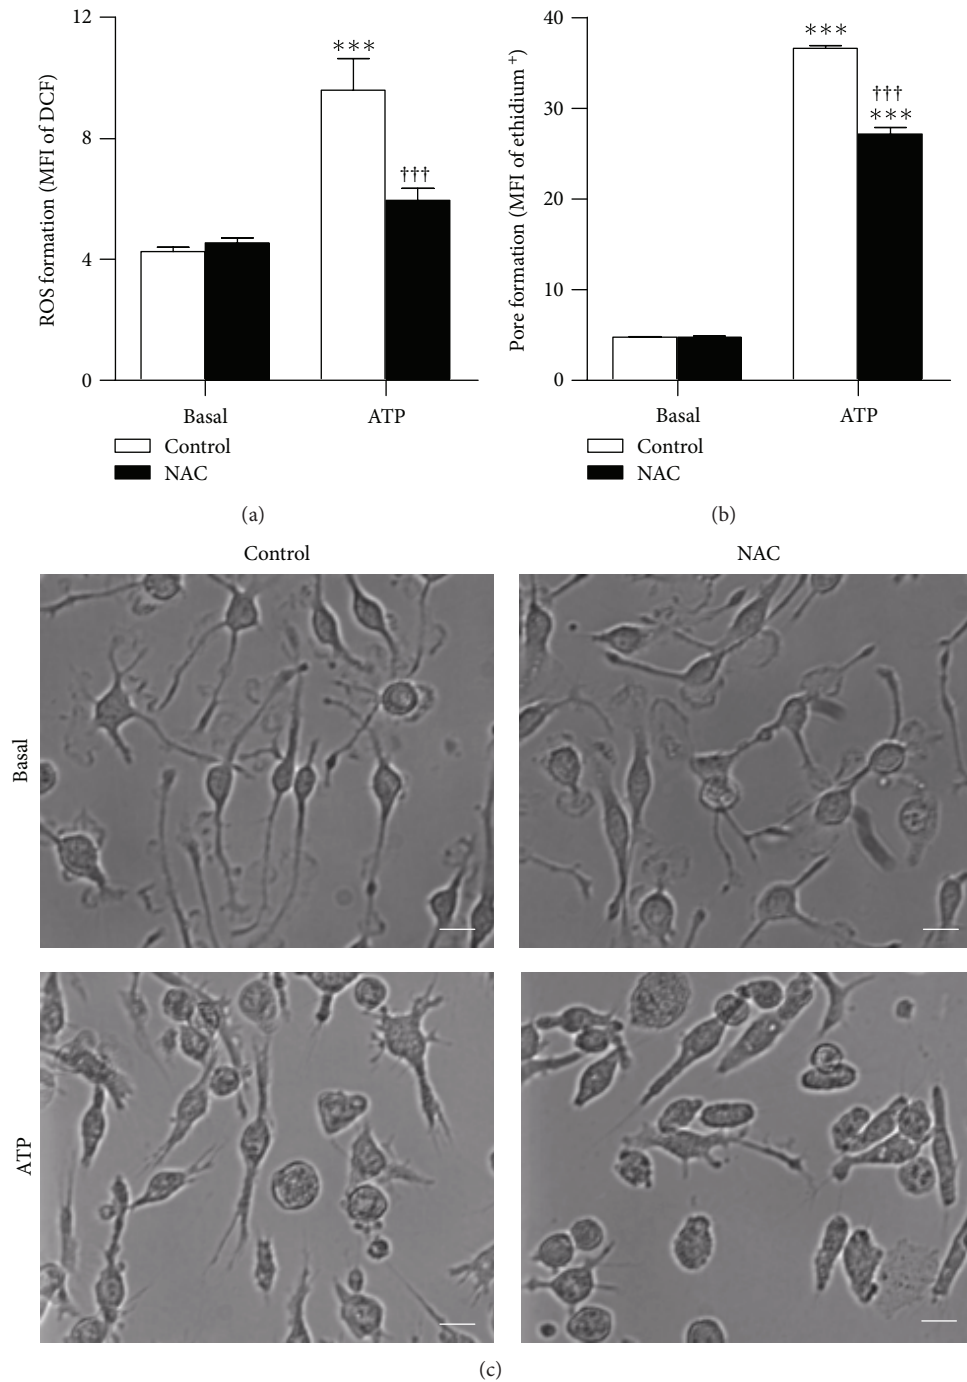 12
8
4
0
ROS formation (MFI of DCF)
***
†††
Basal
ATP
Control
NAC
(a)
40
30
20
10
0
Pore formation (MFI of ethidium⁺)
***
†††
***
Basal
ATP
Control
NAC
(b)
Control
NAC
Basal
ATP
(c)